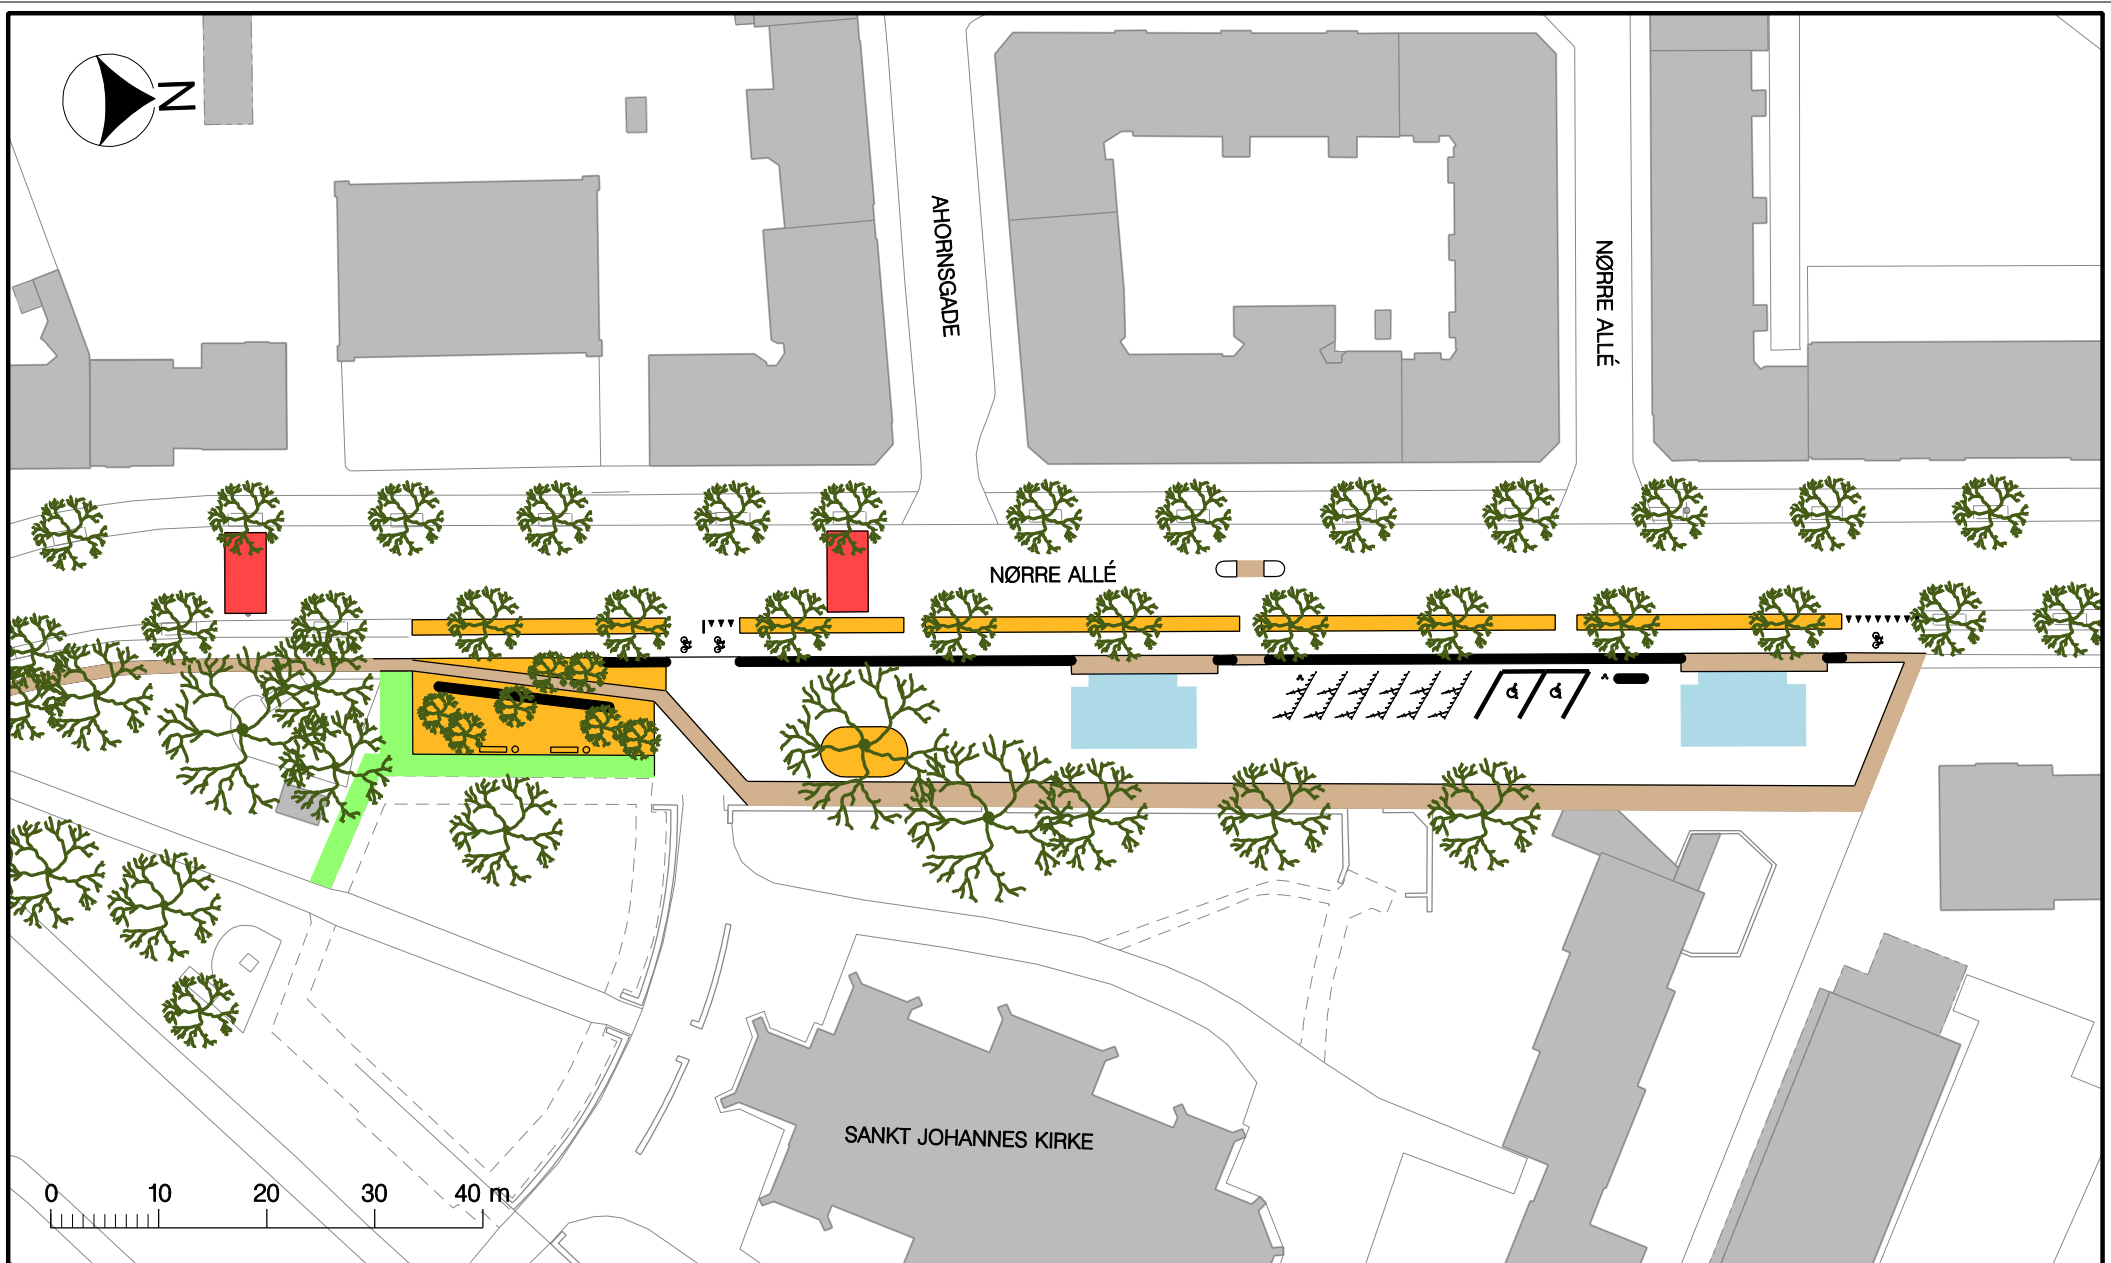 N
AHORNSGADE
NØRRE ALLÉ
NØRRE ALLÉ
SANKT JOHANNES KIRKE
0 10 20 30 40 m